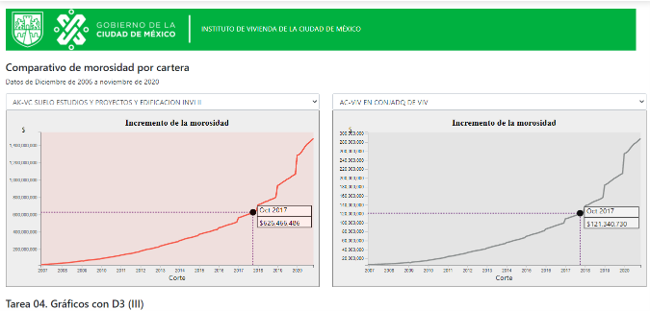 GOBIERNO DE LA
CIUDAD DE MÉXICO
INSTITUTO DE VIVIENDA DE LA CIUDAD DE MÉXICO
Comparativo de morosidad por cartera
Datos de Diciembre de 2006 a noviembre de 2020
AK-VC SUELO ESTUDIOS Y PROYECTOS Y EDIFICACION INVI II
AC-VIV EN CONJ/ADQ DE VIV
Incremento de la morosidad
$
1,200,000,000
1,000,000,000
800,000,000
600,000,000
400,000,000
200,000,000
Oct 2017
2007 2008 2009 2010 2011 2012 2013 2014 2015 2016 2017 2018 2019 2020
Corte
Incremento de la morosidad
$
300,000,000
280,000,000
260,000,000
240,000,000
220,000,000
200,000,000
180,000,000
160,000,000
140,000,000
120,000,000
100,000,000
80,000,000
60,000,000
40,000,000
20,000,000
Oct 2017
$121,340,730
2007 2008 2009 2010 2011 2012 2013 2014 2015 2016 2017 2018 2019 2020
Corte
Tarea 04. Gráficos con D3 (III)